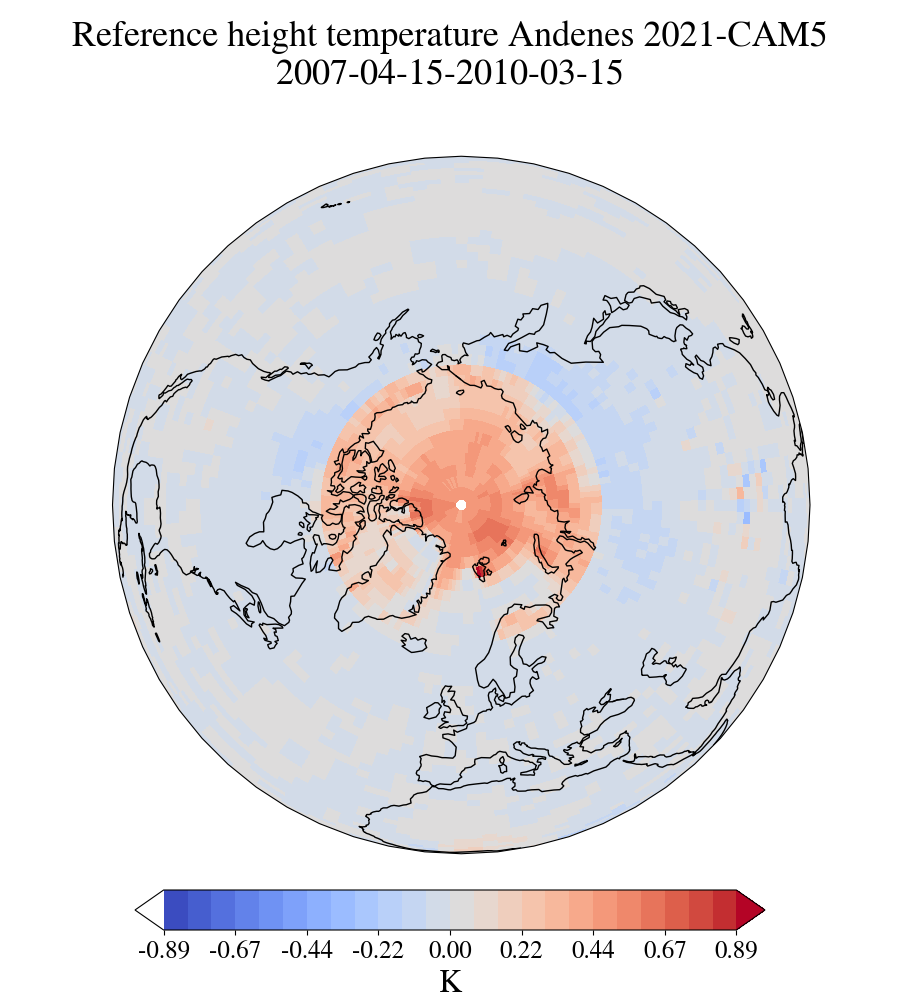 Reference height temperature Andenes 2021-CAM5
2007-04-15-2010-03-15
-0.89 -0.67 -0.44 -0.22 0.00 0.22 0.44 0.67 0.89
K